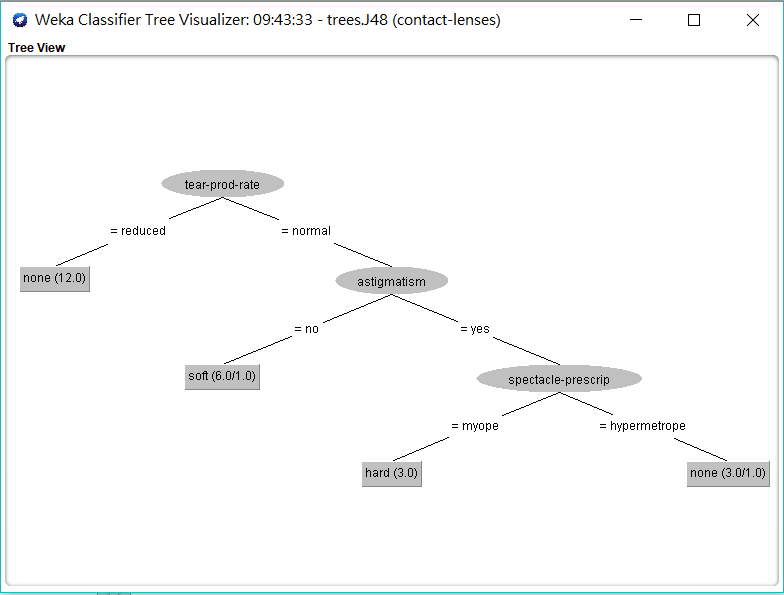 Weka Classifier Tree Visualizer: 09:43:33 - trees.J48 (contact-lenses)
Tree View
tear-prod-rate
= reduced
= normal
none (12.0)
astigmatism
= no
= yes
soft (6.0/1.0)
spectacle-prescrip
= myope
= hypermetrope
hard (3.0)
none (3.0/1.0)